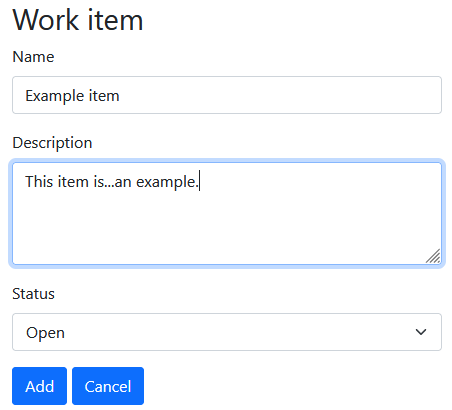 Work item
Name
Example item
Description
This item is...an example.
Status
Open
Add Cancel